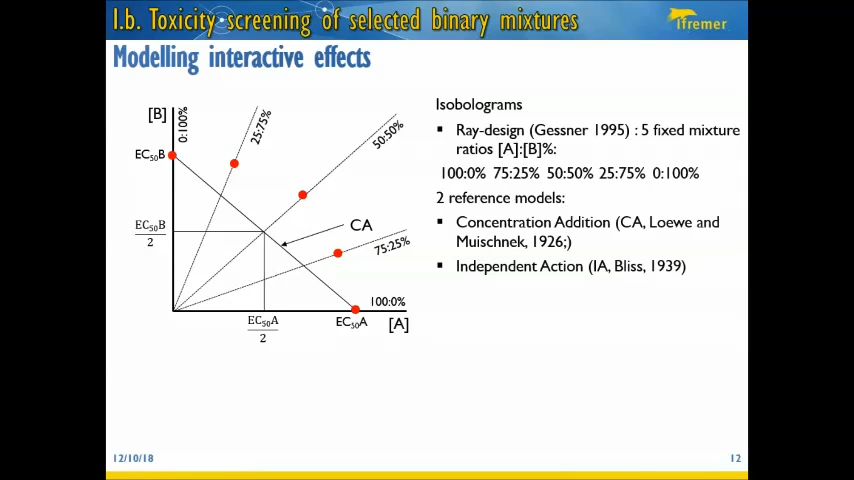 I.b. Toxicity screening of selected binary mixtures
ifremer
Modelling interactive effects
[B]
0:100%
25:75%
50:50%
EC50B
EC50B
2
CA
75:25%
100:0%
EC50A
2
EC50A
[A]
Isobolograms
▪ Ray-design (Gessner 1995) : 5 fixed mixture
ratios [A]:[B]%:
100:0% 75:25% 50:50% 25:75% 0:100%
2 reference models:
▪ Concentration Addition (CA, Loewe and
Muischnek, 1926;)
▪ Independent Action (IA, Bliss, 1939)
12/10/18
12